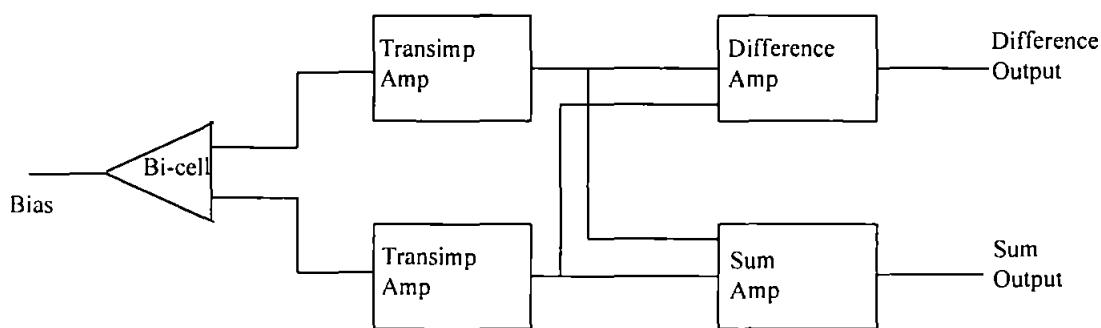 Transimp
Amp
Difference
Amp
Difference
Output
Bi-cell
Bias
Transimp
Amp
Sum
Amp
Sum
Output